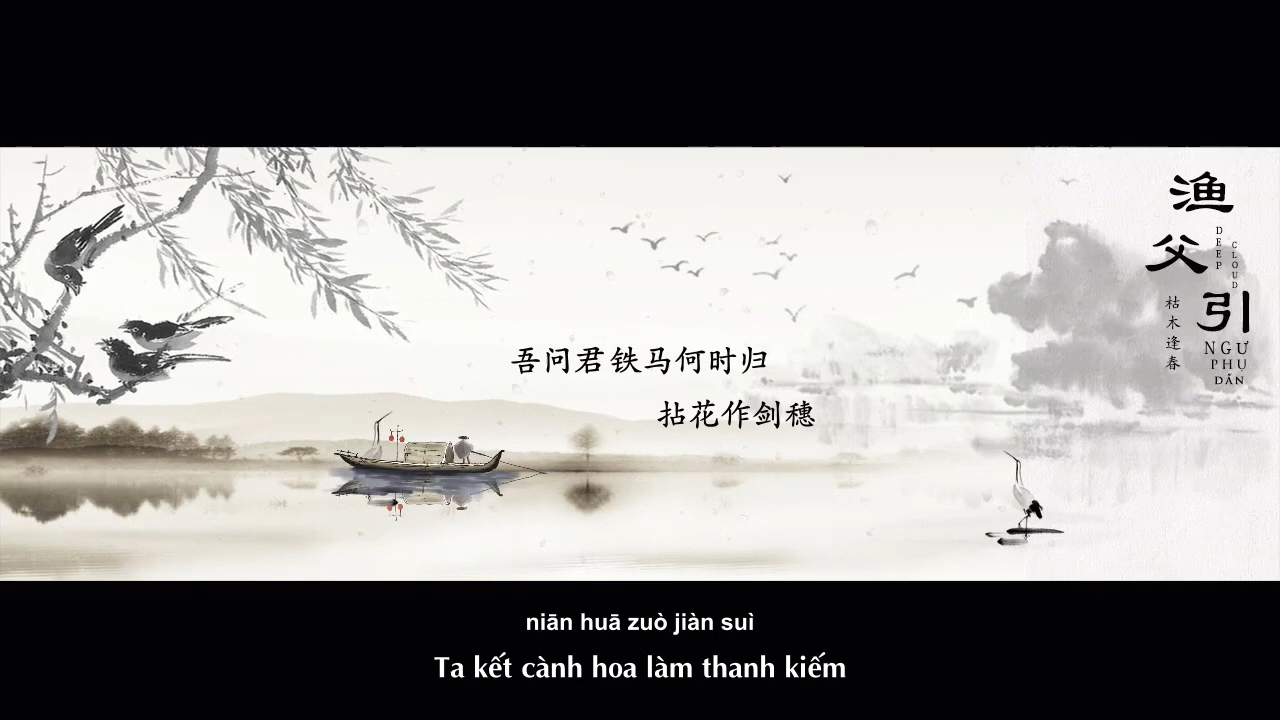 渔父引
DEEP
CLOUD
枯木逢春
NGƯ
PHỤ
DẪN
吾问君铁马何时归
拈花作剑穗
niān huā zuò jiàn suì
Ta kết cành hoa làm thanh kiếm